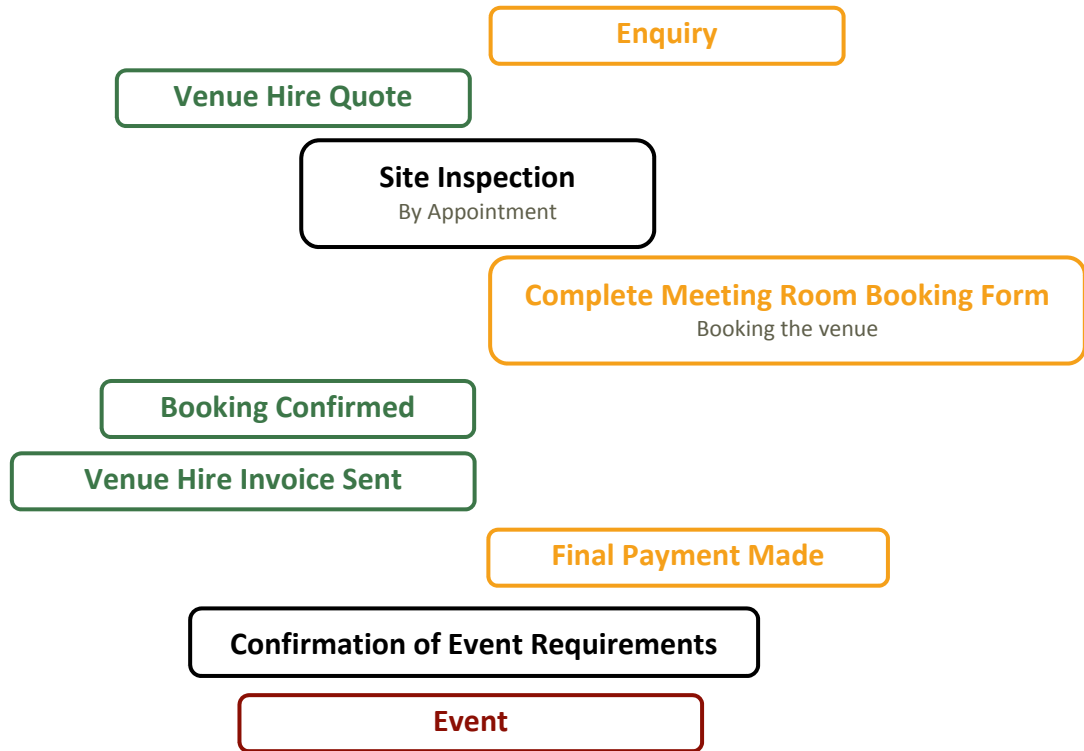 Enquiry
Venue Hire Quote
Site Inspection
By Appointment
Complete Meeting Room Booking Form
Booking the venue
Booking Confirmed
Venue Hire Invoice Sent
Final Payment Made
Confirmation of Event Requirements
Event